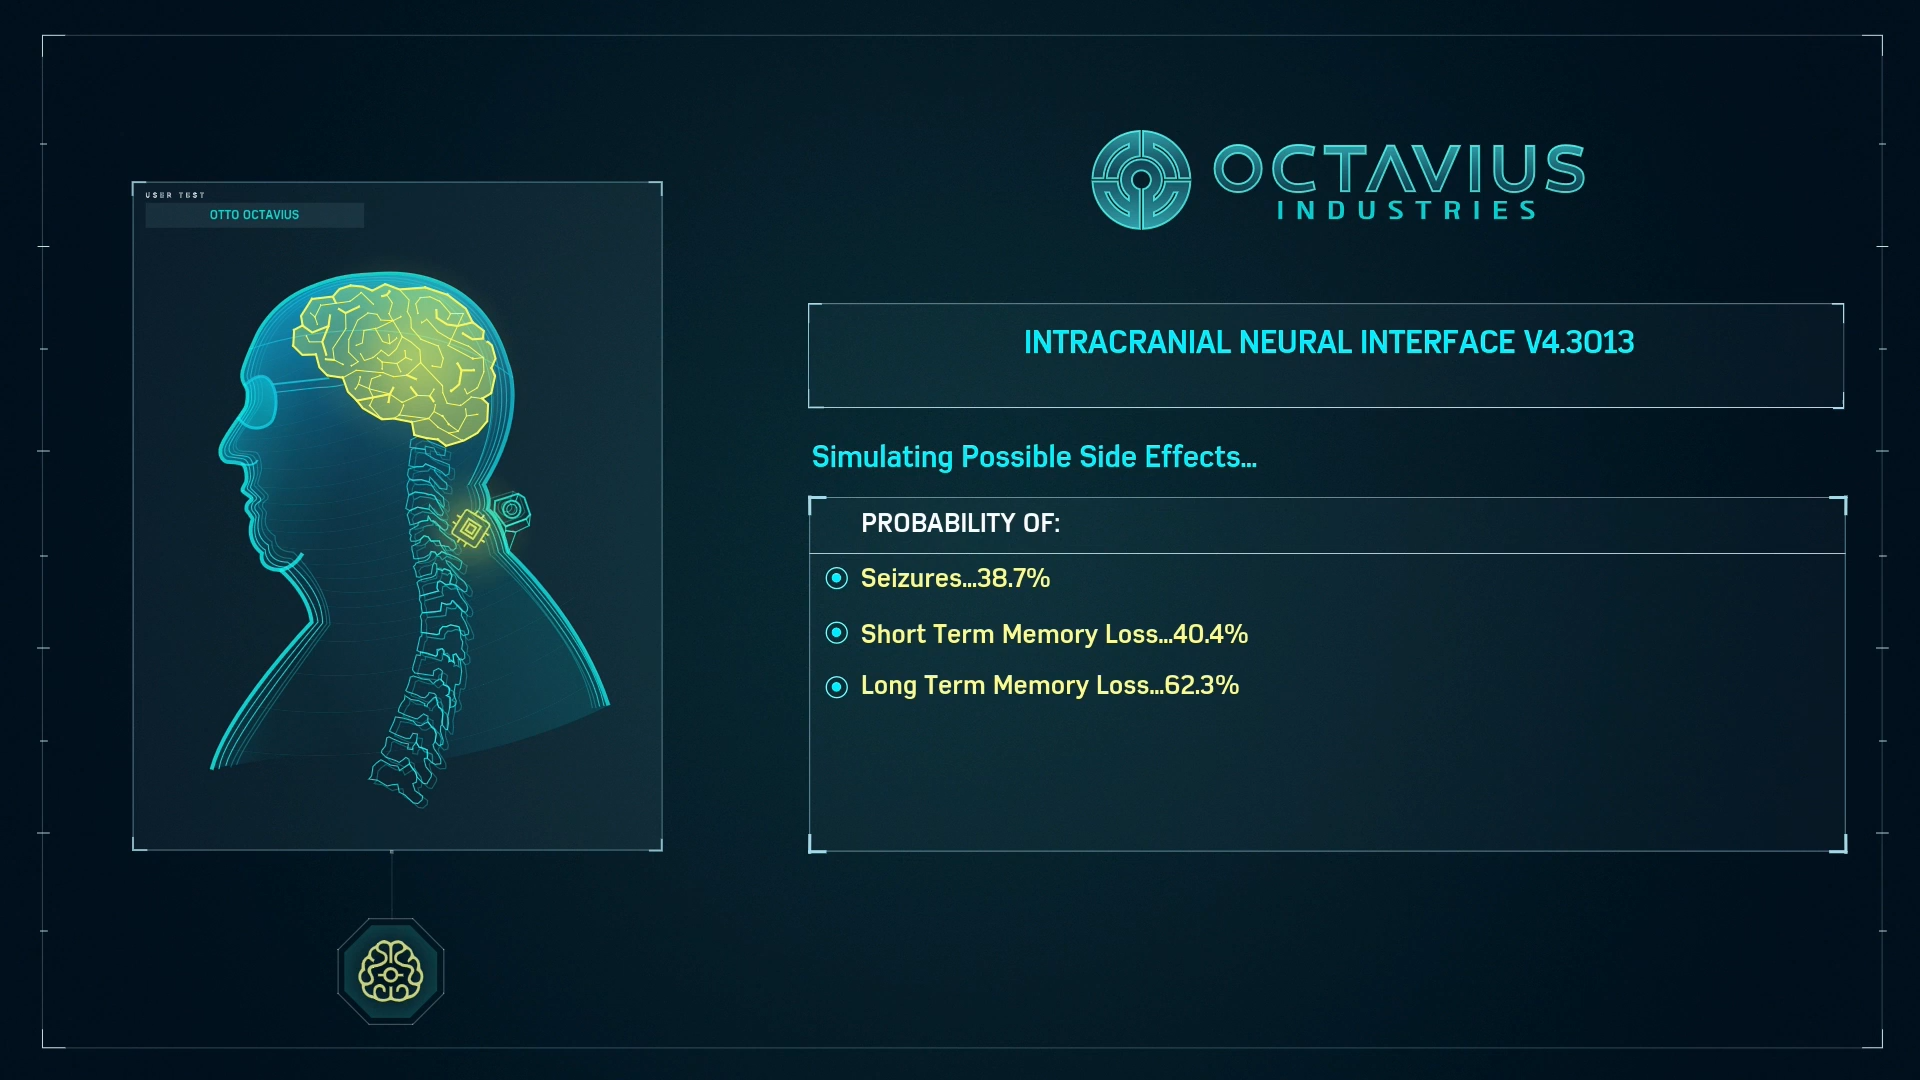 USER TEST
OTTO OCTAVIUS
OCTAVIUS
INDUSTRIES
INTRACRANIAL NEURAL INTERFACE V4.3013
Simulating Possible Side Effects...
PROBABILITY OF:
Seizures...38.7%
Short Term Memory Loss...40.4%
Long Term Memory Loss...62.3%